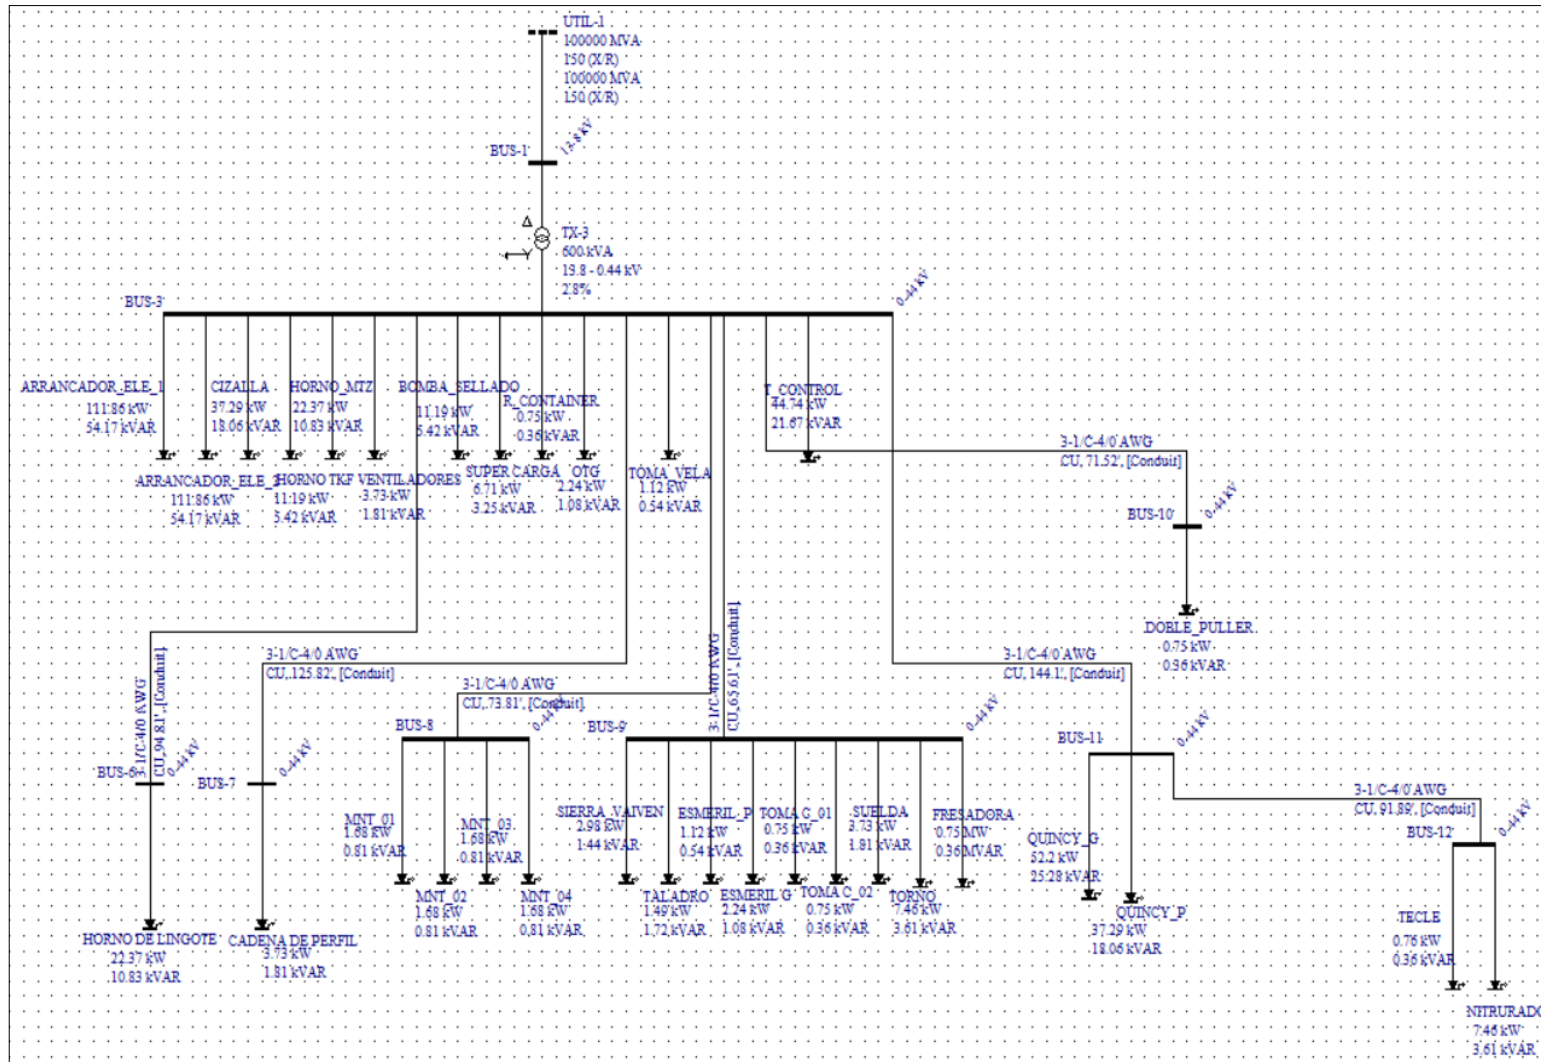 UTIL-1
100000 MVA
150 (X/R)
100000 MVA
150 (X/R)
13.8 kV
BUS-1
TX-3
600 kVA
13.8 - 0.44 kV
2.8%
BUS-3
0.44 kV
ARRANCADOR_ELE_1
111.86 kW
54.17 kVAR
CIZALLA
37.29 kW
18.06 kVAR
HORNO_MTZ
22.37 kW
10.83 kVAR
BOMBA_SELLADO
11.19 kW
5.42 kVAR
R_CONTAINER
0.75 kW
0.36 kVAR
T_CONTROL
44.74 kW
21.67 kVAR
ARRANCADOR_ELE_2
111.86 kW
54.17 kVAR
HORNO TKF
11.19 kW
5.42 kVAR
VENTILADORES
3.73 kW
1.81 kVAR
SUPER CARGA
6.71 kW
3.25 kVAR
OTG
2.24 kW
1.08 kVAR
TOMA_VELA
1.12 kW
0.54 kVAR
3-1/C-4/0 AWG
CU, 71.52', [Conduit]
BUS-10
0.44 kV
DOBLE_PULLER
0.75 kW
0.36 kVAR
3-1/C-4/0 AWG
CU, 94.81', [Conduit]
3-1/C-4/0 AWG
CU, 125.82', [Conduit]
3-1/C-4/0 AWG
CU, 73.81', [Conduit]
3-1/C-4/0 AWG
CU, 65.61', [Conduit]
3-1/C-4/0 AWG
CU, 144.1', [Conduit]
BUS-6
0.44 kV
BUS-7
0.44 kV
BUS-8
0.44 kV
BUS-9
0.44 kV
BUS-11
0.44 kV
3-1/C-4/0 AWG
CU, 91.89', [Conduit]
BUS-12
0.44 kV
MNT_01
1.68 kW
0.81 kVAR
MNT_03
1.68 kW
0.81 kVAR
SIERRA_VAIVEN
2.98 kW
1.44 kVAR
ESMERIL_P
1.12 kW
0.54 kVAR
TOMA C_01
0.75 kW
0.36 kVAR
SUELDA
3.73 kW
1.81 kVAR
FRESADORA
0.75 MW
0.36 MVAR
QUINCY_G
52.2 kW
25.28 kVAR
MNT_02
1.68 kW
0.81 kVAR
MNT_04
1.68 kW
0.81 kVAR
TALADRO
1.49 kW
1.72 kVAR
ESMERIL G
2.24 kW
1.08 kVAR
TOMA C_02
0.75 kW
0.36 kVAR
TORNO
7.46 kW
3.61 kVAR
QUINCY_P
37.29 kW
18.06 kVAR
HORNO DE LINGOTE
22.37 kW
10.83 kVAR
CADENA DE PERFIL
3.73 kW
1.81 kVAR
TECLE
0.76 kW
0.36 kVAR
NITRURADO
7.46 kW
3.61 kVAR